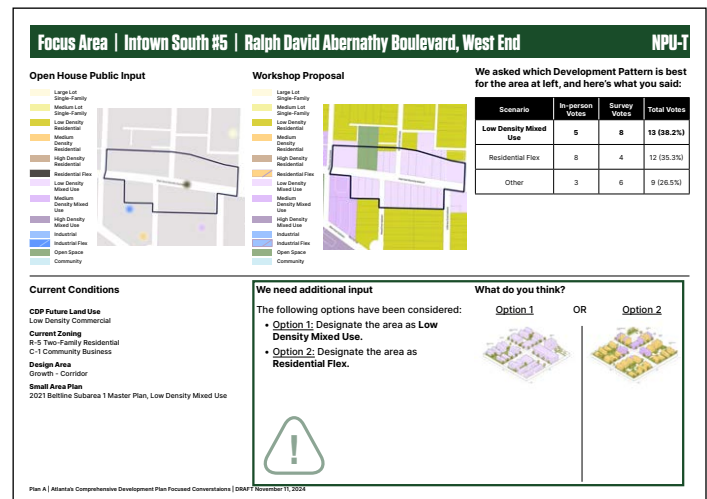 Focus Area | Intown South #5 | Ralph David Abernathy Boulevard, West End
NPU-T
Open House Public Input
Large Lot
Single-Family
Medium Lot
Single-Family
Low Density
Residential
Medium
Density
Residential
High Density
Residential
Residential Flex
Low Density
Mixed Use
Medium
Density Mixed
Use
High Density
Mixed Use
Industrial
Industrial Flex
Open Space
Community
Workshop Proposal
Large Lot
Single-Family
Medium Lot
Single-Family
Low Density
Residential
Medium
Density
Residential
High Density
Residential
Residential Flex
Low Density
Mixed Use
Medium
Density Mixed
Use
High Density
Mixed Use
Industrial
Industrial Flex
Open Space
Community
We asked which Development Pattern is best
for the area at left, and here's what you said:
Scenario In-person Votes Survey Votes Total Votes
Low Density Mixed Use 5 8 13 (38.2%)
Residential Flex 8 4 12 (35.3%)
Other 3 6 9 (26.5%)
Current Conditions
CDP Future Land Use
Low Density Commercial
Current Zoning
R-5 Two-Family Residential
C-1 Community Business
Design Area
Growth - Corridor
Small Area Plan
2021 Beltline Subarea 1 Master Plan, Low Density Mixed Use
We need additional input
The following options have been considered:
• Option 1: Designate the area as Low
Density Mixed Use.
• Option 2: Designate the area as
Residential Flex.
!
What do you think?
Option 1 OR Option 2
Plan A | Atlanta's Comprehensive Development Plan Focused Converstaions | DRAFT November 11, 2024